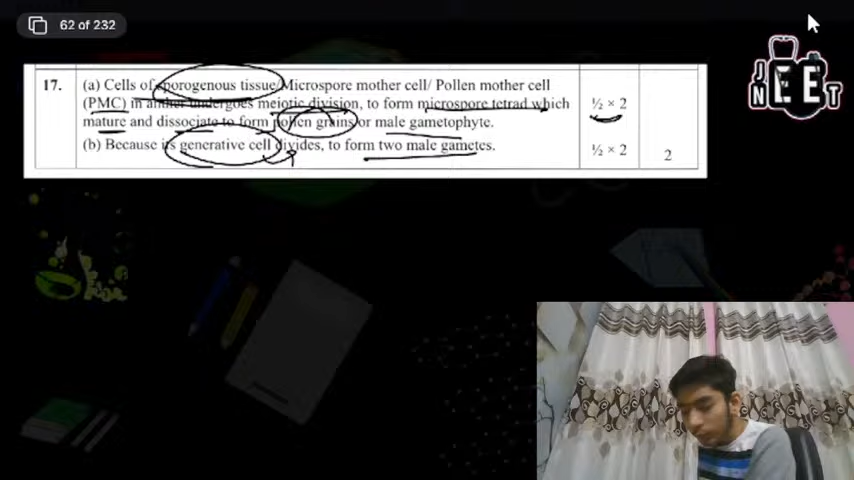 62 of 232
17. (a) Cells of sporogenous tissue/Microspore mother cell/ Pollen mother cell
(PMC) in anther undergoes meiotic division, to form microspore tetrad which
mature and dissociate to form pollen grains or male gametophyte.
½ × 2
(b) Because its generative cell divides, to form two male gametes.
½ × 2
2
J
NEET